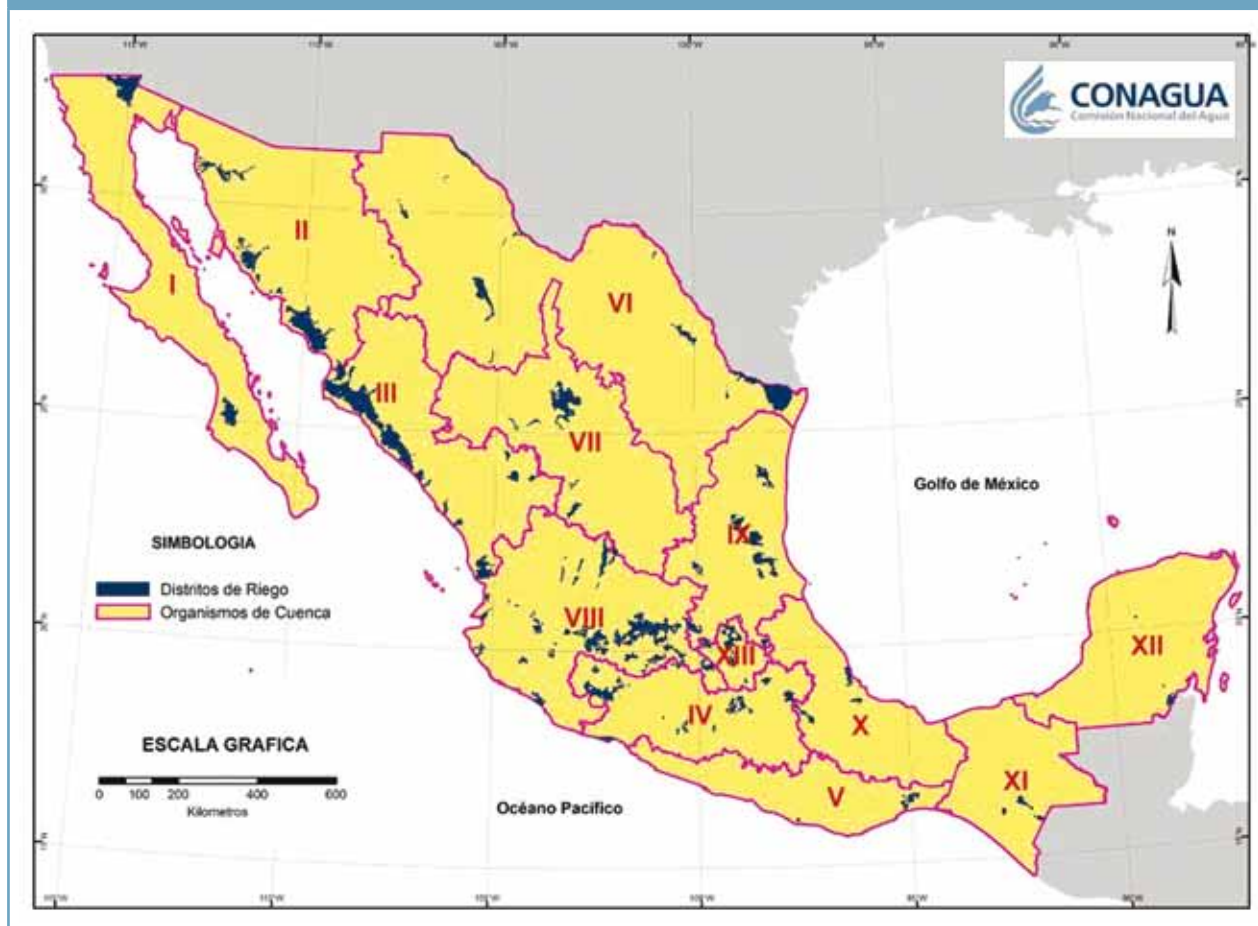 CONAGUA
Comisión Nacional del Agua
N
I
II
III
VI
VII
IX
VIII
XIII
IV
X
V
XI
XII
Golfo de México
Océano Pacífico
SIMBOLOGIA
Distritos de Riego
Organismos de Cuenca
ESCALA GRAFICA
0 100 200 400 600
Kilometros